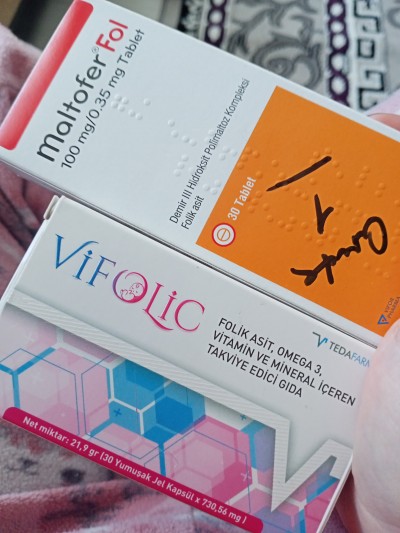 maltofer® Fol
100 mg/0.35 mg Tablet
Demir III Hidroksit Polimaltoz Kompleksi
Folik asit
30 Tablet
1
ViFOLiC
TEDAFARM
FOLİK ASİT, OMEGA 3,
VİTAMİN VE MİNERAL İÇEREN
TAKVİYE EDİCİ GIDA
Net miktar: 21,9 gr (30 Yumuşak Jel Kapsül x 730,56 mg)